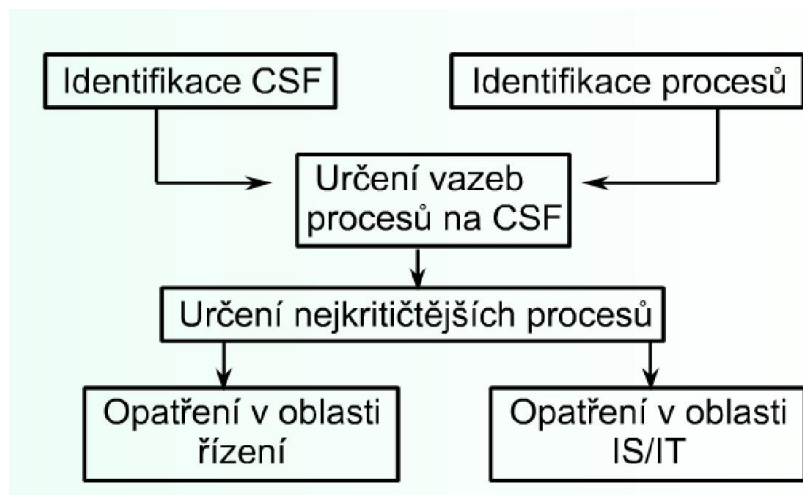 Identifikace CSF
Identifikace procesů
Určení vazeb
procesů na CSF
Určení nejkritičtějších procesů
Opatření v oblasti
řízení
Opatření v oblasti
IS/IT